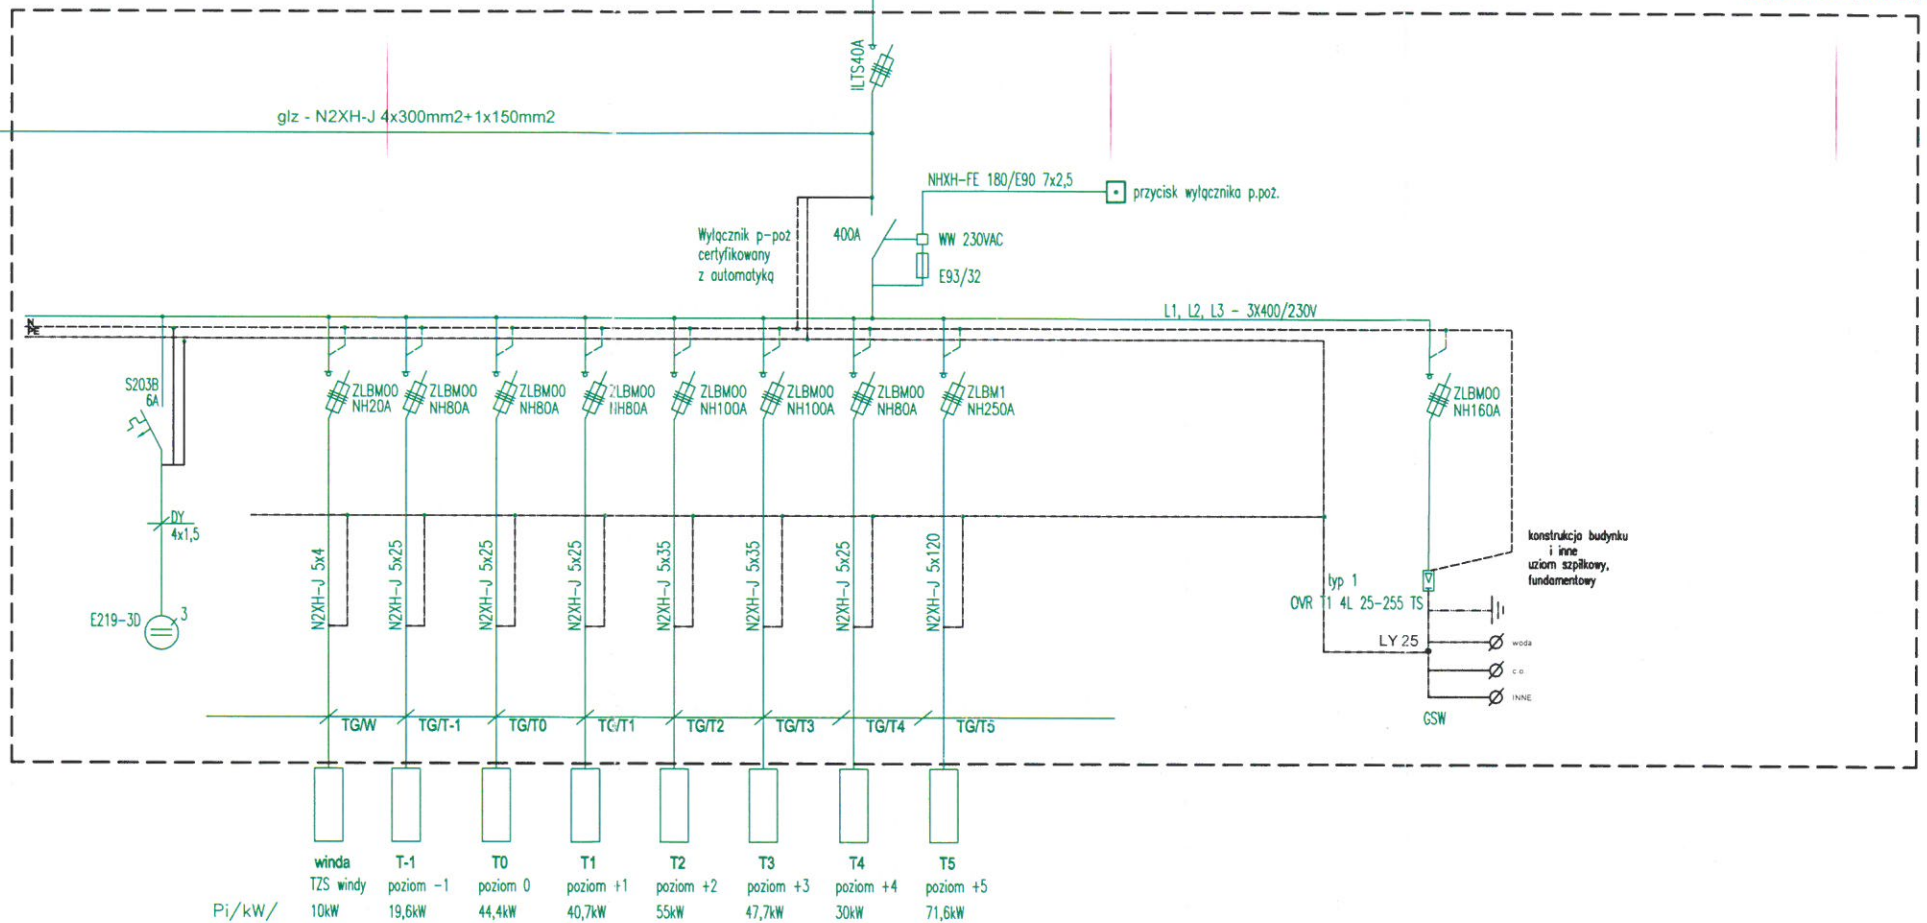 ILTS40A
glz - N2XH-J 4x300mm2+1x150mm2
NHXH-FE 180/E90 7x2,5
przycisk wyłącznika p.poż.
Wyłącznik p-poż
certyfikowany
z automatyką
400A
WW 230VAC
E93/32
L1, L2, L3 - 3X400/230V
N
PE
S203B
6A
ZLBM00
NH20A
ZLBM00
NH80A
ZLBM00
NH80A
ZLBM00
NH80A
ZLBM00
NH100A
ZLBM00
NH100A
ZLBM00
NH80A
ZLBM1
NH250A
ZLBM00
NH160A
DY
4x1,5
E219-3D
3
N2XH-J 5x4
N2XH-J 5x25
N2XH-J 5x25
N2XH-J 5x25
N2XH-J 5x35
N2XH-J 5x35
N2XH-J 5x25
N2XH-J 5x120
konstrukcja budynku
i inne
uziom szpilkowy,
fundamentowy
typ 1
OVR T1 4L 25-255 TS
LY 25
woda
c.o
INNE
GSW
TG/W
TG/T-1
TG/T0
TG/T1
TG/T2
TG/T3
TG/T4
TG/T5
winda
TZS windy
T-1
poziom -1
T0
poziom 0
T1
poziom +1
T2
poziom +2
T3
poziom +3
T4
poziom +4
T5
poziom +5
Pi/kW/
10kW
19,6kW
44,4kW
40,7kW
55kW
47,7kW
30kW
71,6kW